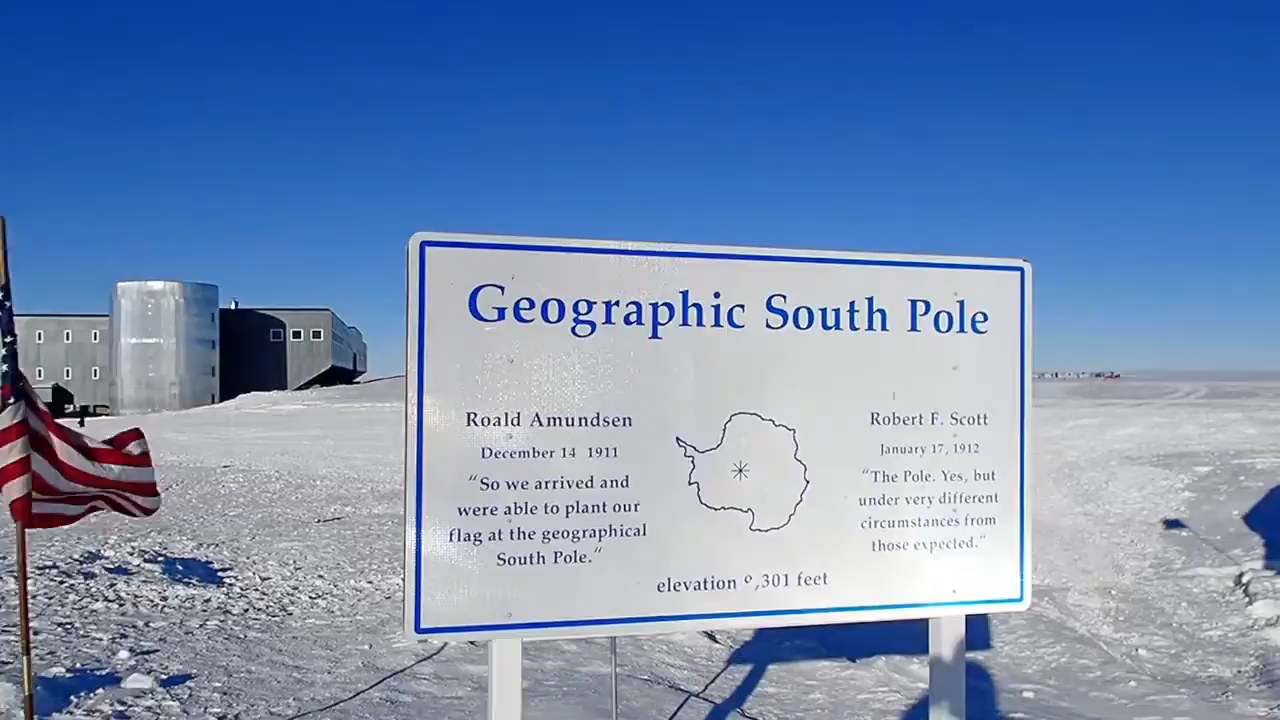 Geographic South Pole
Roald Amundsen
December 14 1911
“So we arrived and
were able to plant our
flag at the geographical
South Pole.“
Robert F. Scott
January 17, 1912
“The Pole. Yes, but
under very different
circumstances from
those expected.“
elevation ,301 feet